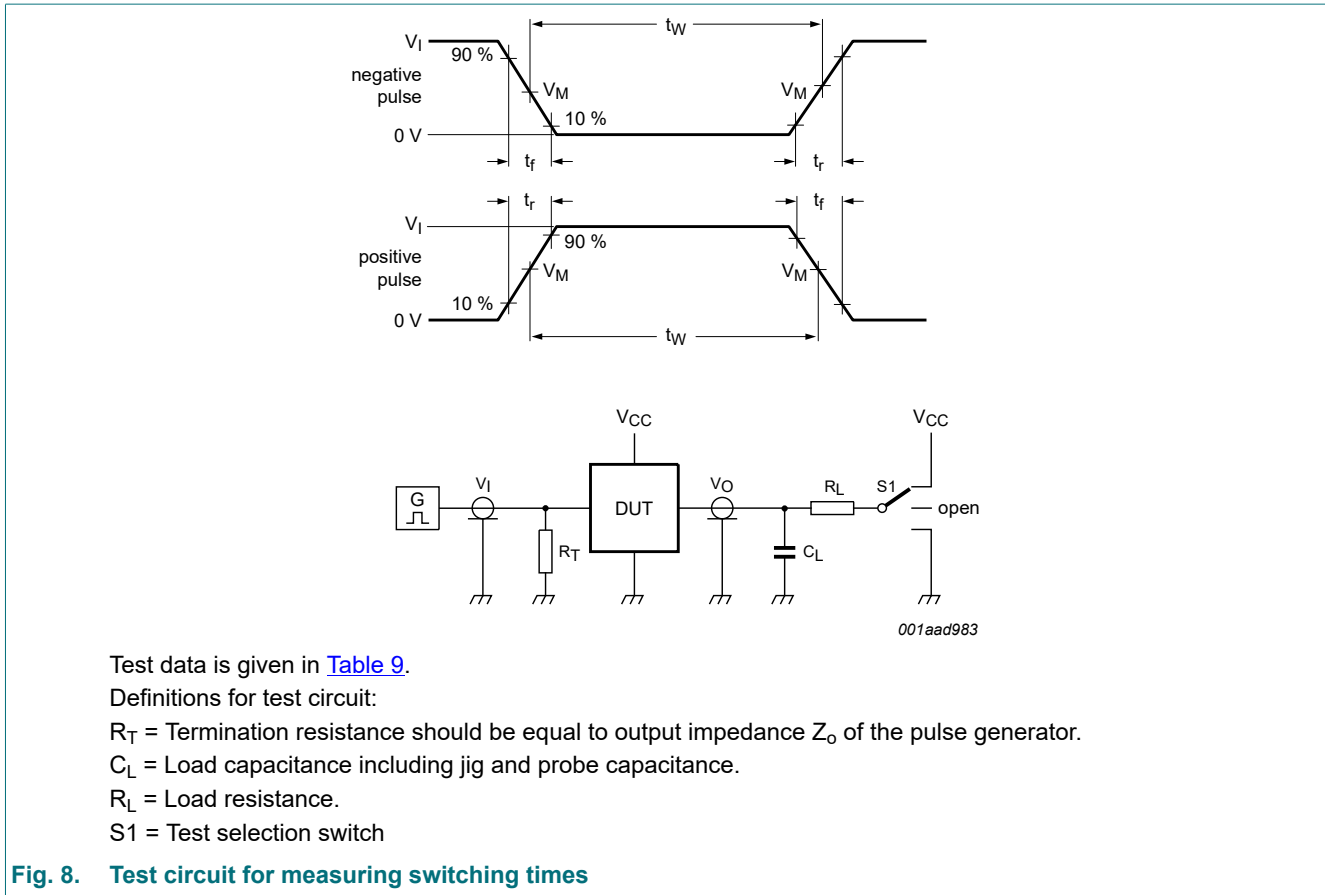 tW
VI
90 %
negative
pulse
VM
VM
10 %
0 V
tf
tr
tr
tf
VI
90 %
positive
pulse
VM
VM
10 %
0 V
tW
VCC
VCC
G
VI
DUT
VO
RL
S1
open
RT
CL
001aad983
Test data is given in Table 9.
Definitions for test circuit:
RT = Termination resistance should be equal to output impedance Zo of the pulse generator.
CL = Load capacitance including jig and probe capacitance.
RL = Load resistance.
S1 = Test selection switch
Fig. 8. Test circuit for measuring switching times